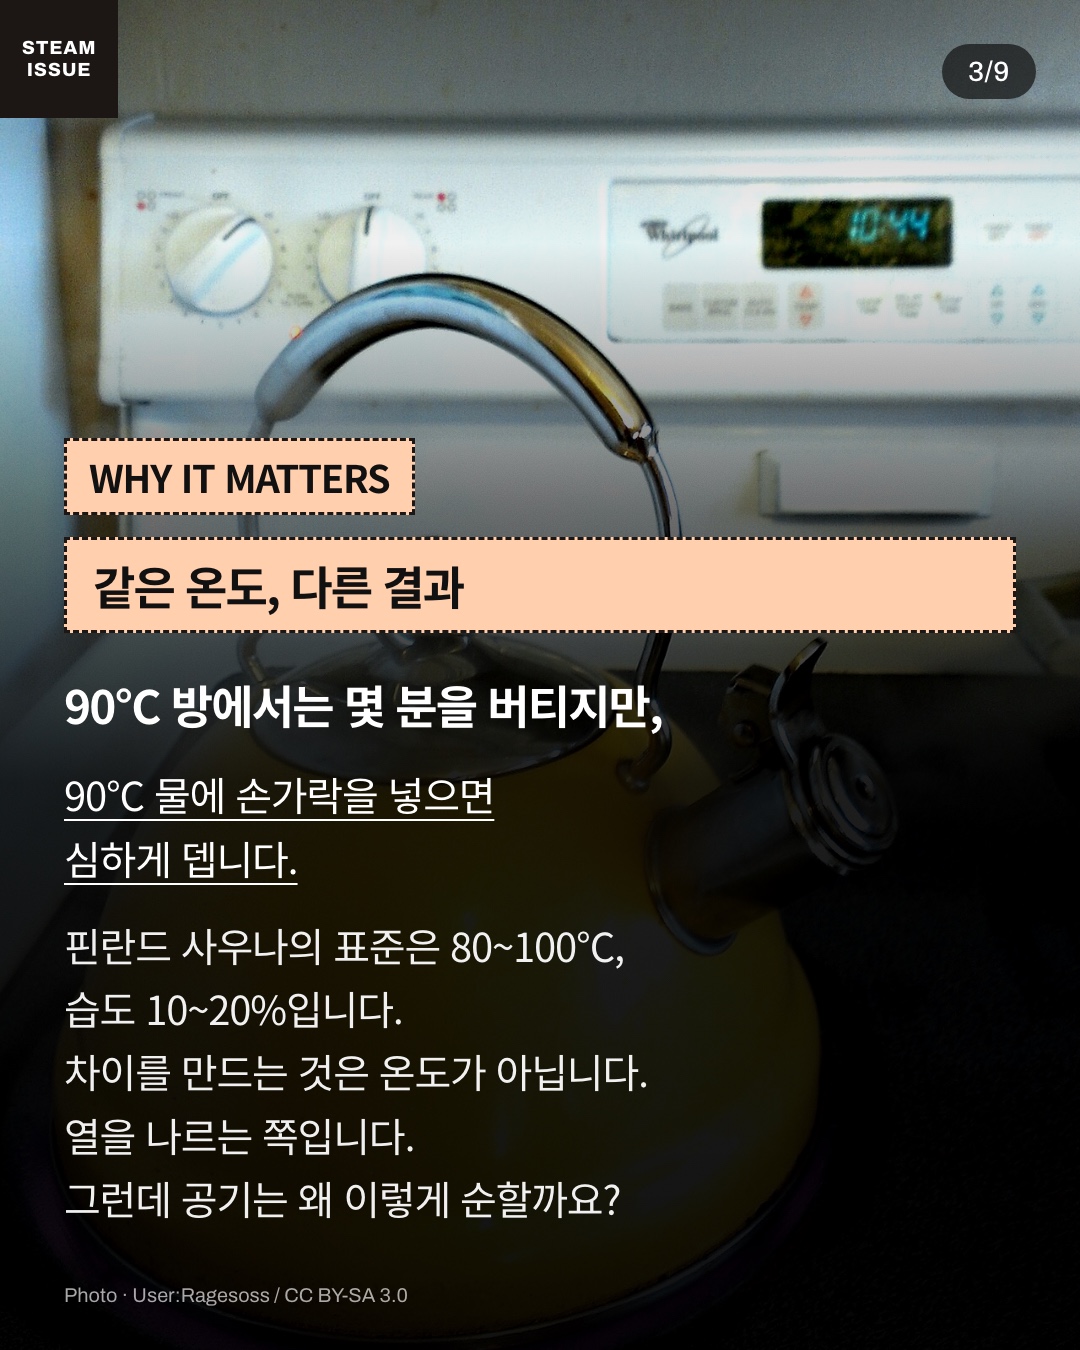 STEAM
ISSUE
3/9
OFF
OFF
Whirlpool
10:44
WHY IT MATTERS
같은 온도, 다른 결과
90°C 방에서는 몇 분을 버티지만,
90°C 물에 손가락을 넣으면
심하게 뎁니다.
핀란드 사우나의 표준은 80~100°C,
습도 10~20%입니다.
차이를 만드는 것은 온도가 아닙니다.
열을 나르는 쪽입니다.
그런데 공기는 왜 이렇게 순할까요?
Photo · User:Ragesoss / CC BY-SA 3.0